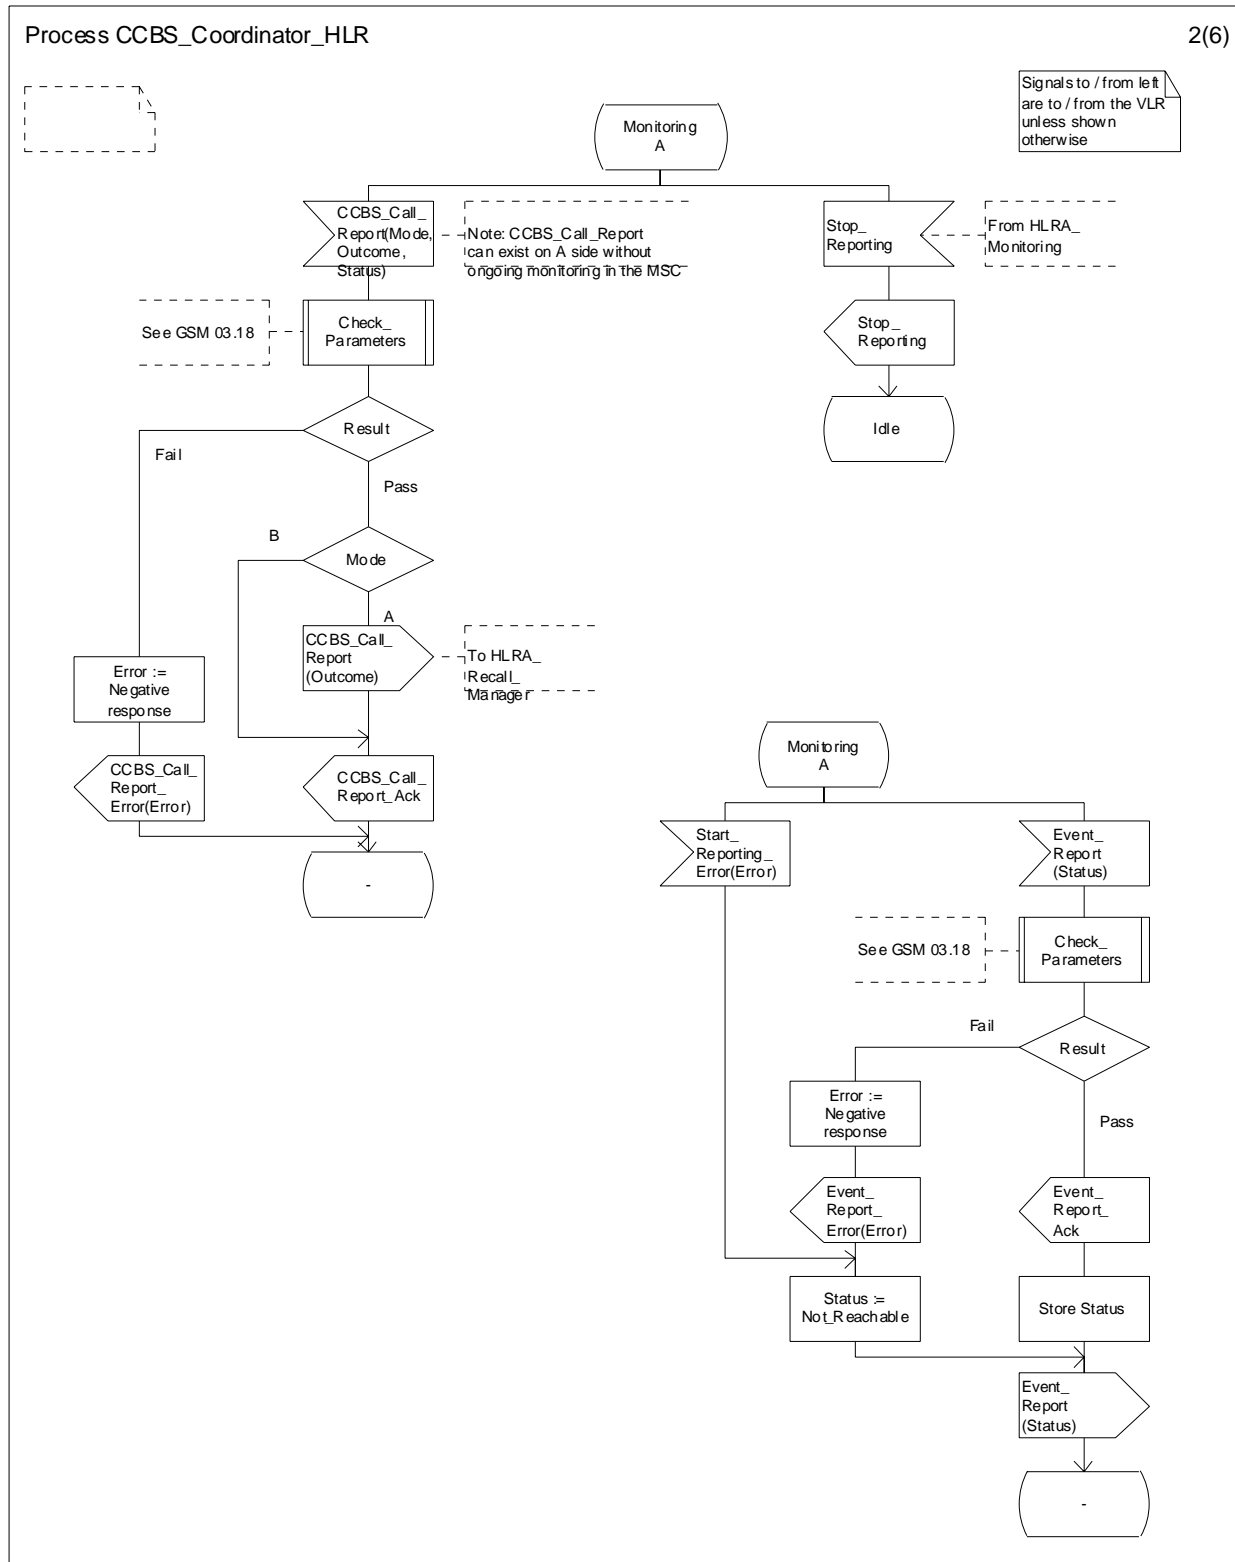 Process CCBS_Coordinator_HLR
2(6)
Signals to / from left
are to / from the VLR
unless shown
otherwise
Monitoring
A
CCBS_Call_
Report(Mode,
Outcome,
Status)
Note: CCBS_Call_Report
can exist on A side without
ongoing monitoring in the MSC
Stop_
Reporting
From HLRA_
Monitoring
See GSM 03.18
Check_
Parameters
Stop_
Reporting
Result
Idle
Fail
Pass
B
Mode
A
CCBS_Call_
Report
(Outcome)
To HLRA_
Recall_
Manager
Error :=
Negative
response
CCBS_Call_
Report_
Error(Error)
CCBS_Call_
Report_Ack
-
Monitoring
A
Start_
Reporting_
Error(Error)
Event_
Report
(Status)
See GSM 03.18
Check_
Parameters
Fail
Result
Error :=
Negative
response
Pass
Event_
Report_
Error(Error)
Event_
Report_
Ack
Status :=
Not_Reachable
Store Status
Event_
Report
(Status)
-